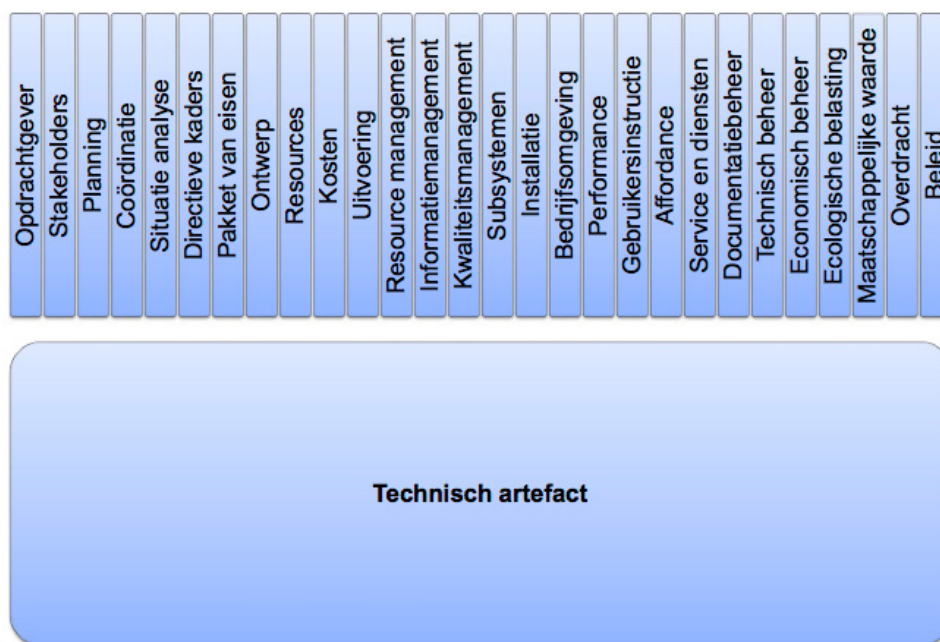 Opdrachtgever
Stakeholders
Planning
Coördinatie
Situatie analyse
Directieve kaders
Pakket van eisen
Ontwerp
Resources
Kosten
Uitvoering
Resource management
Informatiemanagement
Kwaliteitsmanagement
Subsystemen
Installatie
Bedrijfsomgeving
Performance
Gebruikersinstructie
Affordance
Service en diensten
Documentatiebeheer
Technisch beheer
Economisch beheer
Ecologische belasting
Maatschappelijke waarde
Overdracht
Beleid
Technisch artefact